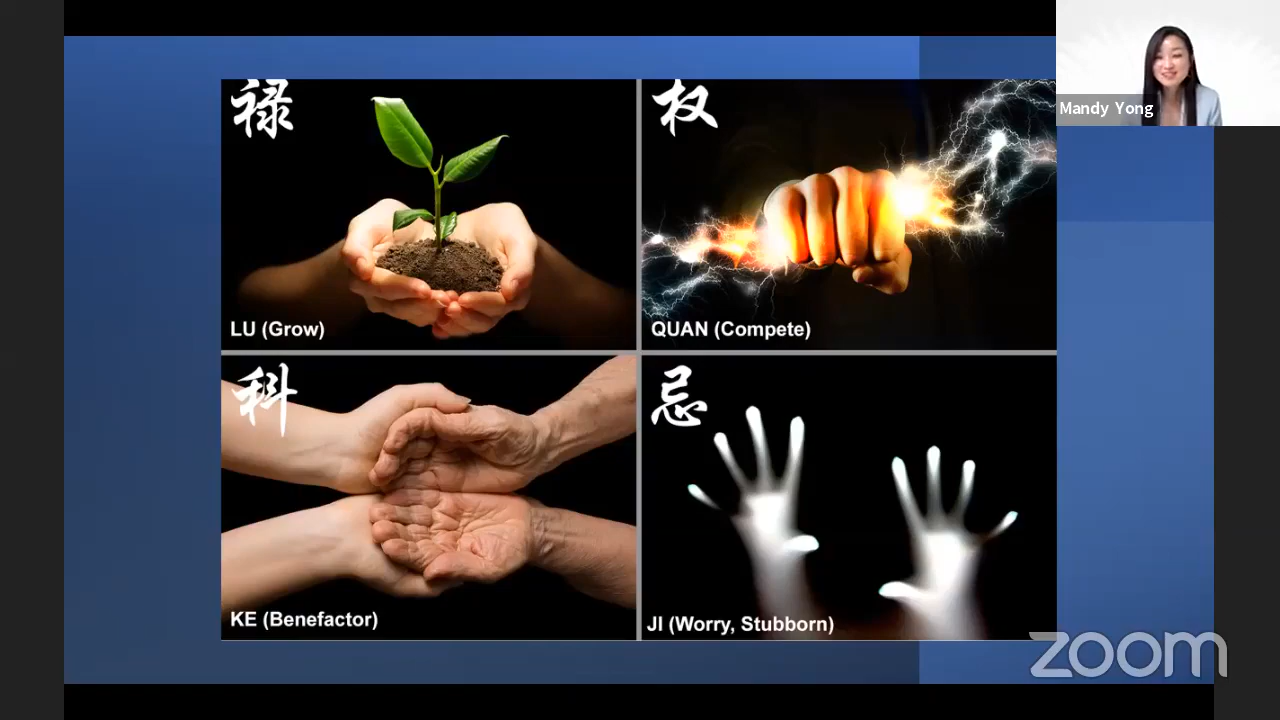 Mandy Yong
禄
权
LU (Grow)
QUAN (Compete)
科
忌
KE (Benefactor)
JI (Worry, Stubborn)
zoom